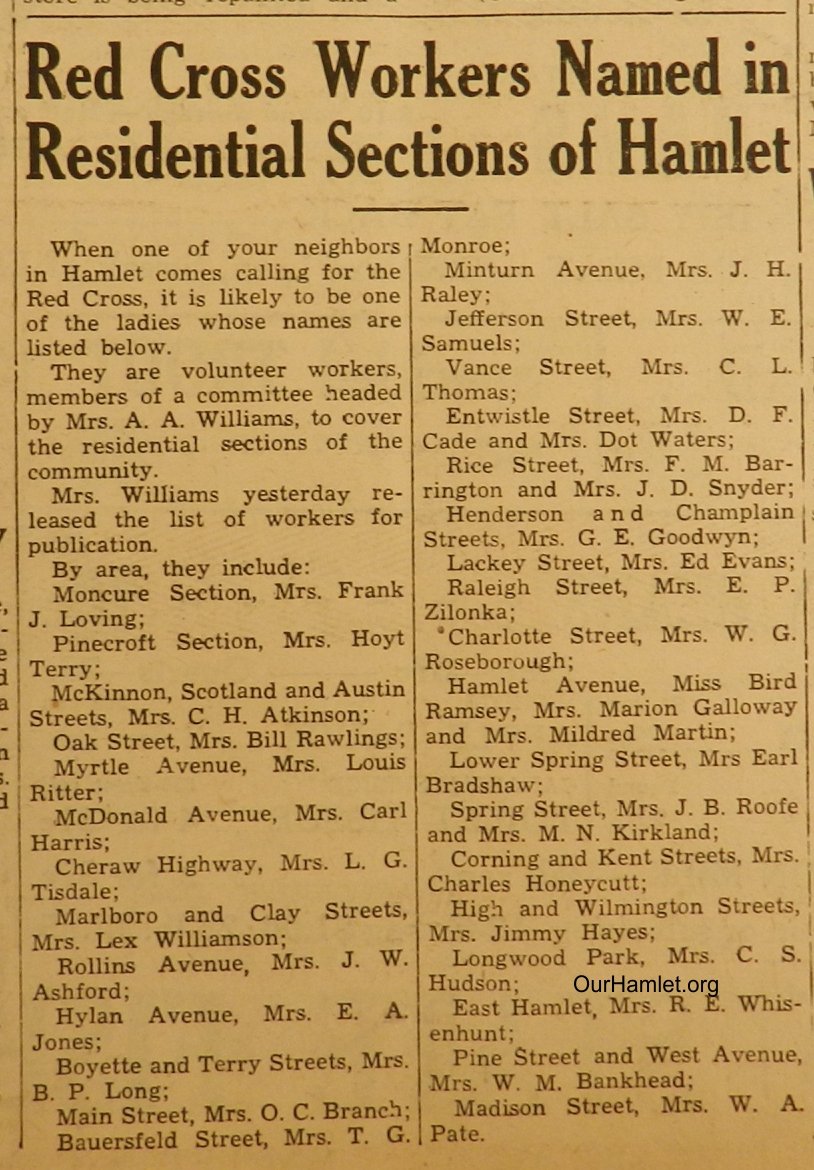 Red Cross Workers Named in
Residential Sections of Hamlet
When one of your neighbors
in Hamlet comes calling for the
Red Cross, it is likely to be one
of the ladies whose names are
listed below.
They are volunteer workers,
members of a committee headed
by Mrs. A. A. Williams, to cover
the residential sections of the
community.
Mrs. Williams yesterday re-
leased the list of workers for
publication.
By area, they include:
Moncure Section, Mrs. Frank
J. Loving;
Pinecroft Section, Mrs. Hoyt
Terry;
McKinnon, Scotland and Austin
Streets, Mrs. C. H. Atkinson;
Oak Street, Mrs. Bill Rawlings;
Myrtle Avenue, Mrs. Louis
Ritter;
McDonald Avenue, Mrs. Carl
Harris;
Cheraw Highway, Mrs. L. G.
Tisdale;
Marlboro and Clay Streets,
Mrs. Lex Williamson;
Rollins Avenue, Mrs. J. W.
Ashford;
Hylan Avenue, Mrs. E. A.
Jones;
Boyette and Terry Streets, Mrs.
B. P. Long;
Main Street, Mrs. O. C. Branch;
Bauersfeld Street, Mrs. T. G.
Monroe;
Minturn Avenue, Mrs. J. H.
Raley;
Jefferson Street, Mrs. W. E.
Samuels;
Vance Street, Mrs. C. L.
Thomas;
Entwistle Street, Mrs. D. F.
Cade and Mrs. Dot Waters;
Rice Street, Mrs. F. M. Bar-
rington and Mrs. J. D. Snyder;
Henderson and Champlain
Streets, Mrs. G. E. Goodwyn;
Lackey Street, Mrs. Ed Evans;
Raleigh Street, Mrs. E. P.
Zilonka;
Charlotte Street, Mrs. W. G.
Roseborough;
Hamlet Avenue, Miss Bird
Ramsey, Mrs. Marion Galloway
and Mrs. Mildred Martin;
Lower Spring Street, Mrs Earl
Bradshaw;
Spring Street, Mrs. J. B. Roofe
and Mrs. M. N. Kirkland;
Corning and Kent Streets, Mrs.
Charles Honeycutt;
High and Wilmington Streets,
Mrs. Jimmy Hayes;
Longwood Park, Mrs. C. S.
Hudson;
OurHamlet.org
East Hamlet, Mrs. R. E. Whis-
enhunt;
Pine Street and West Avenue,
Mrs. W. M. Bankhead;
Madison Street, Mrs. W. A.
Pate.